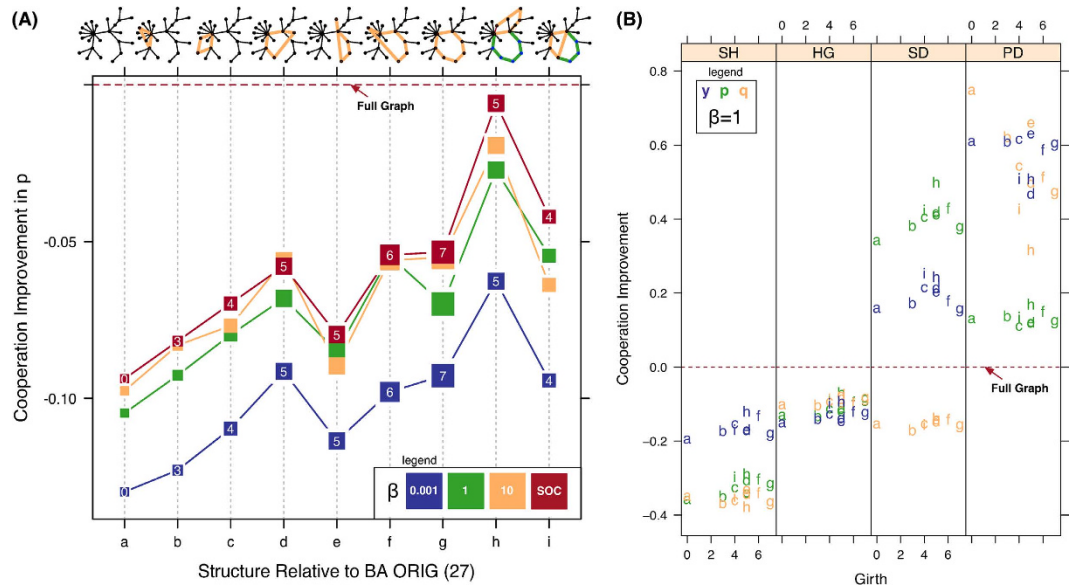 (A)
Full Graph
-0.05
-0.10
Cooperation Improvement in p
0 3 4 5 5 6 7 5 4
0 3 5 5 6 7 5
legend
β 0.001 1 10 SOC
a b c d e f g h i
Structure Relative to BA ORIG (27)
(B)
0 2 4 6 0 2 4 6
SH HG SD PD
legend
y p q
β=1
0.8
0.6
0.4
0.2
0.0
-0.2
-0.4
Cooperation Improvement
Full Graph
0 2 4 6 0 2 4 6
Girth